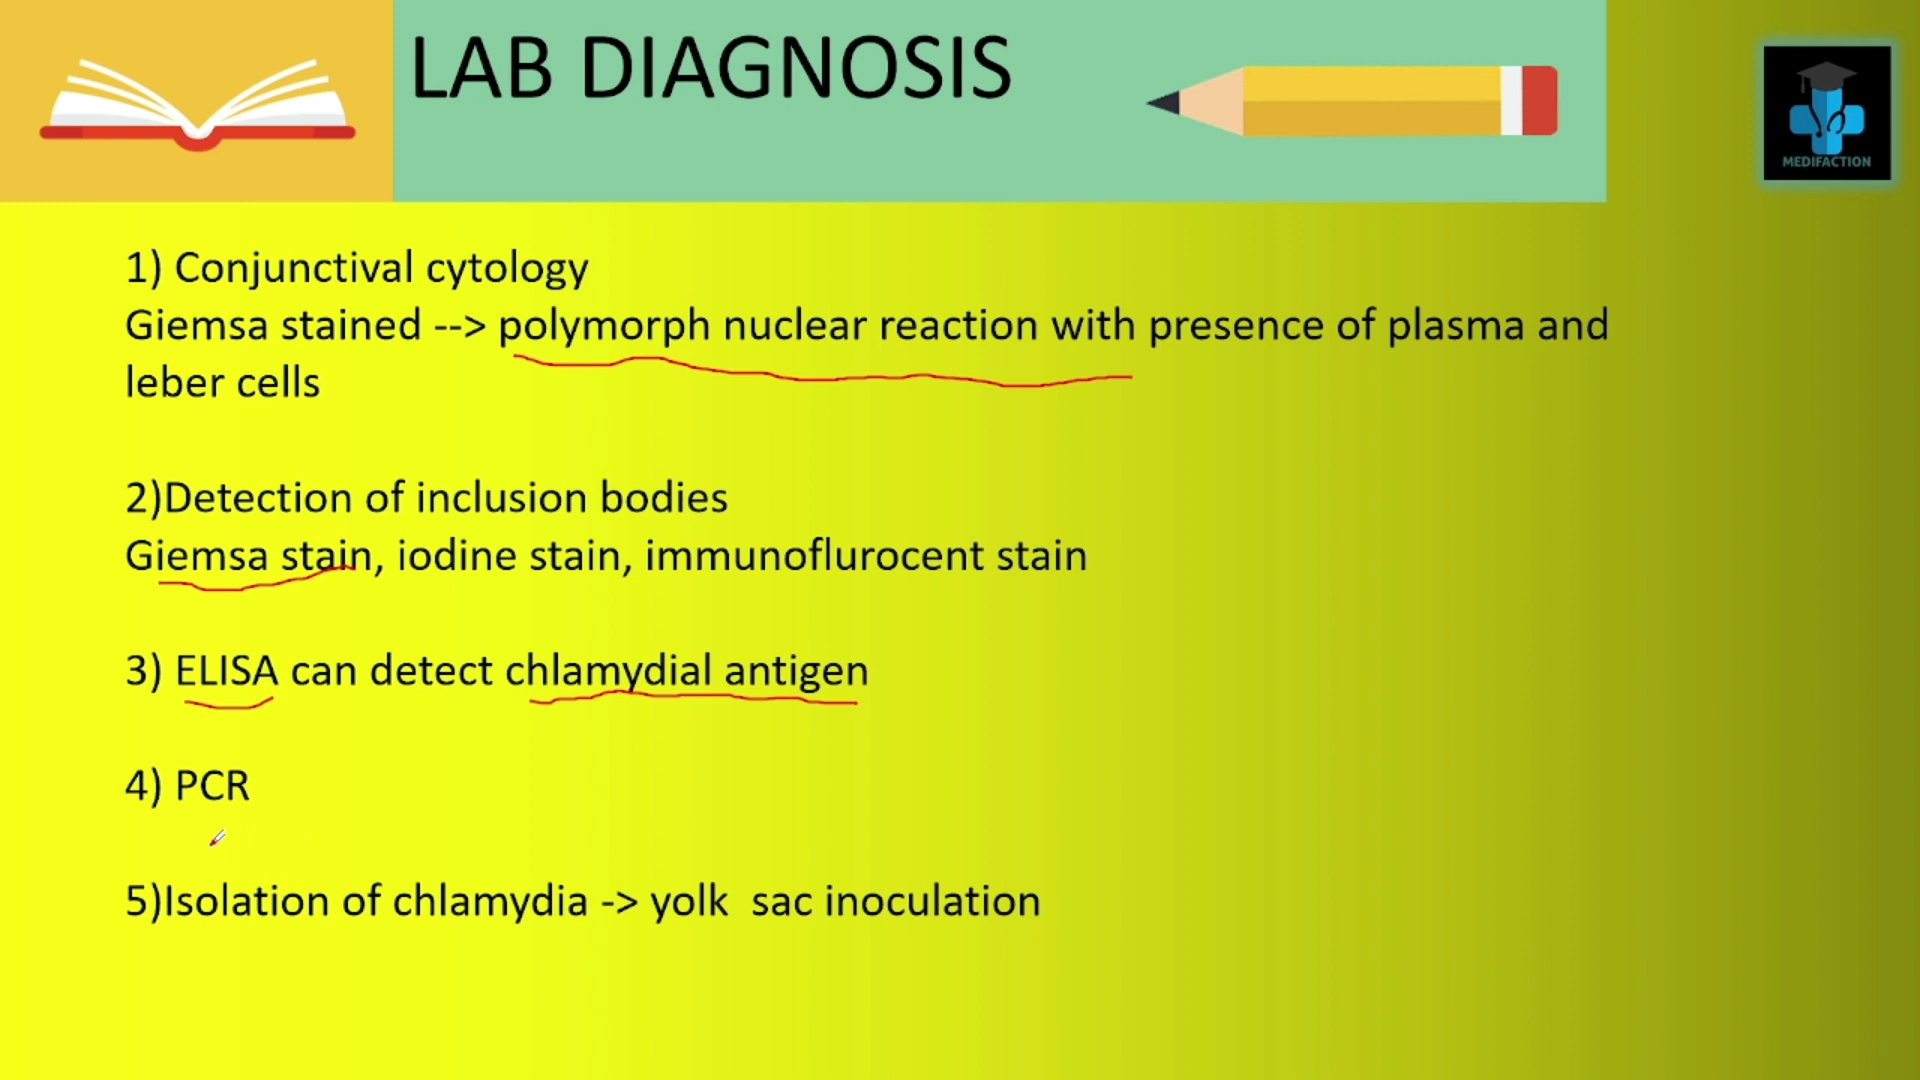 LAB DIAGNOSIS
MEDIFACTION
1) Conjunctival cytology
Giemsa stained --> polymorph nuclear reaction with presence of plasma and
leber cells
2)Detection of inclusion bodies
Giemsa stain, iodine stain, immunoflurocent stain
3) ELISA can detect chlamydial antigen
4) PCR
5)Isolation of chlamydia -> yolk  sac inoculation